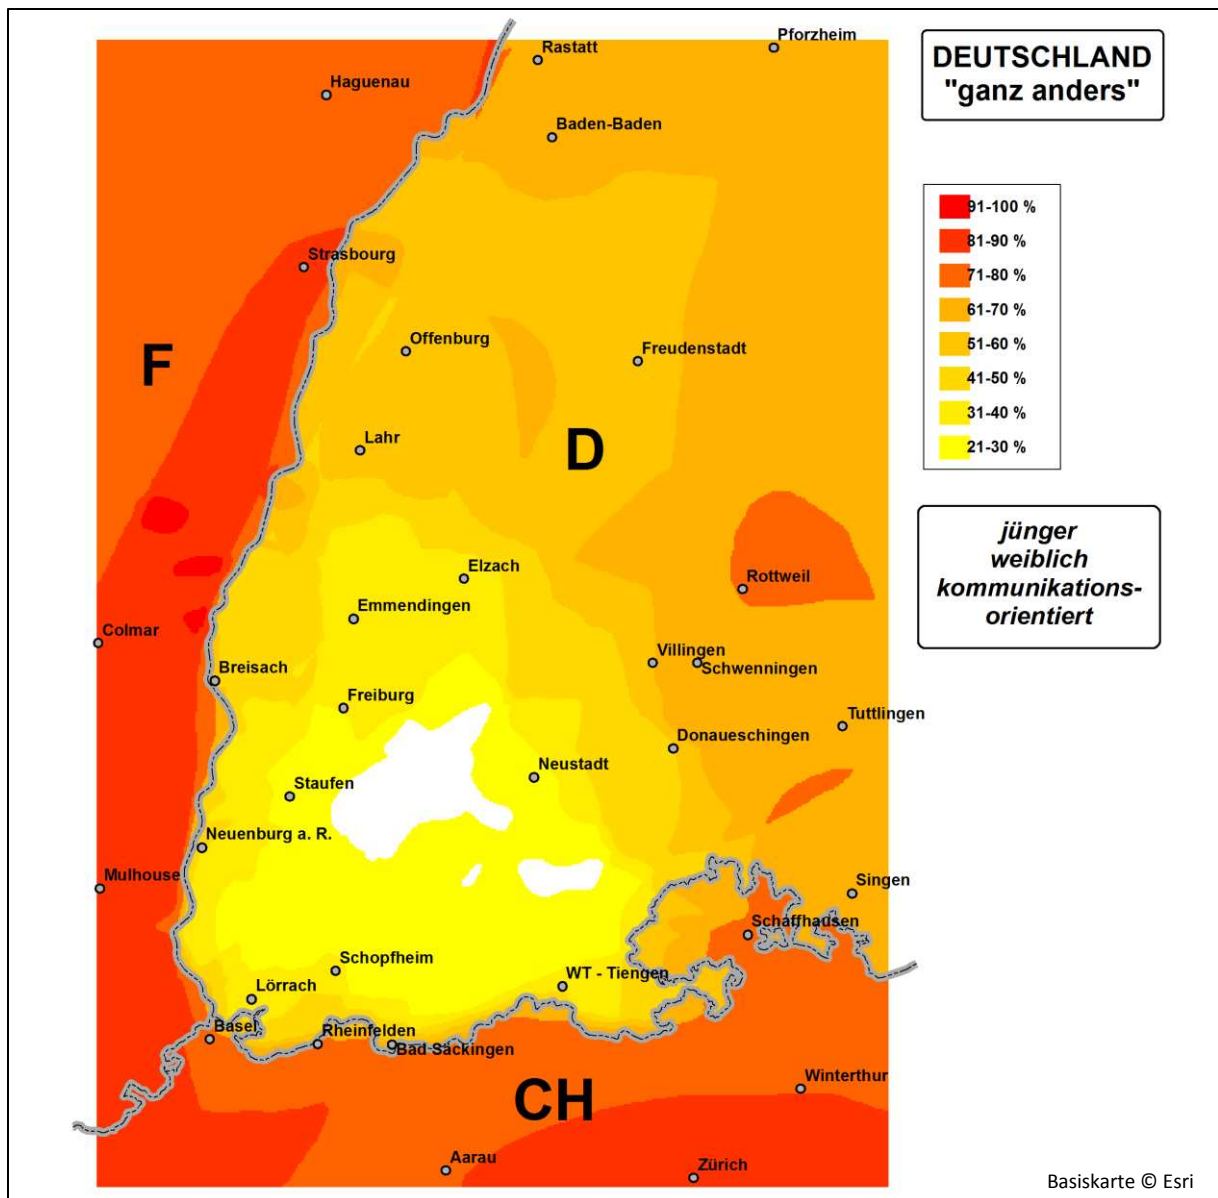 Pforzheim
Rastatt
Haguenau
Baden-Baden
Strasbourg
Offenburg
Freudenstadt
F
Lahr
D
Elzach
Rottweil
Emmendingen
Colmar
Villingen
Schwenningen
Breisach
Freiburg
Tuttlingen
Donaueschingen
Neustadt
Staufen
Neuenburg a. R.
Mulhouse
Singen
Schaffhausen
Schopfheim
WT - Tiengen
Lörrach
Basel
Rheinfelden
Bad Säckingen
Winterthur
CH
Aarau
Zürich
DEUTSCHLAND
"ganz anders"
91-100 %
81-90 %
71-80 %
61-70 %
51-60 %
41-50 %
31-40 %
21-30 %
jünger
weiblich
kommunikations-
orientiert
Basiskarte © Esri